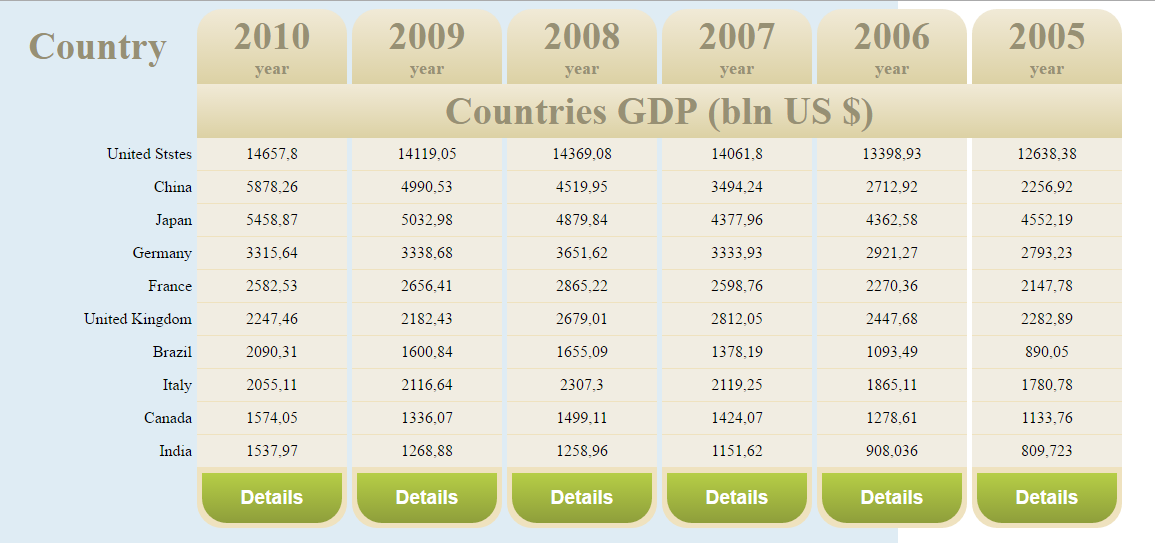 Country 2010 2009 2008 2007 2006 2005
year year year year year year
Countries GDP (bln US $)
United Ststes 14657,8 14119,05 14369,08 14061,8 13398,93 12638,38
China 5878,26 4990,53 4519,95 3494,24 2712,92 2256,92
Japan 5458,87 5032,98 4879,84 4377,96 4362,58 4552,19
Germany 3315,64 3338,68 3651,62 3333,93 2921,27 2793,23
France 2582,53 2656,41 2865,22 2598,76 2270,36 2147,78
United Kingdom 2247,46 2182,43 2679,01 2812,05 2447,68 2282,89
Brazil 2090,31 1600,84 1655,09 1378,19 1093,49 890,05
Italy 2055,11 2116,64 2307,3 2119,25 1865,11 1780,78
Canada 1574,05 1336,07 1499,11 1424,07 1278,61 1133,76
India 1537,97 1268,88 1258,96 1151,62 908,036 809,723
Details Details Details Details Details Details